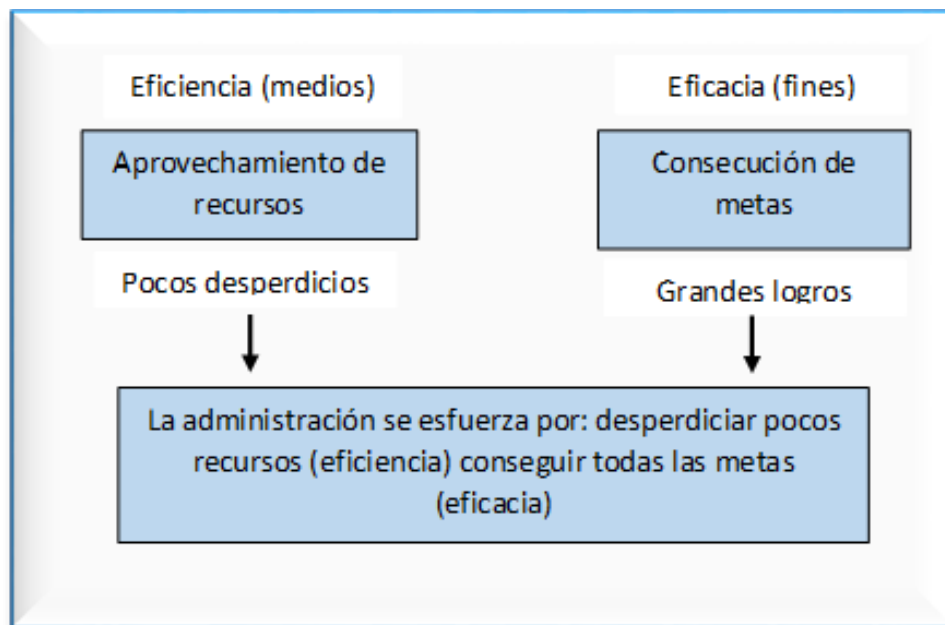 Eficiencia (medios)
Eficacia (fines)
Aprovechamiento de
recursos
Consecución de
metas
Pocos desperdicios
Grandes logros
La administración se esfuerza por: desperdiciar pocos
recursos (eficiencia) conseguir todas las metas
(eficacia)